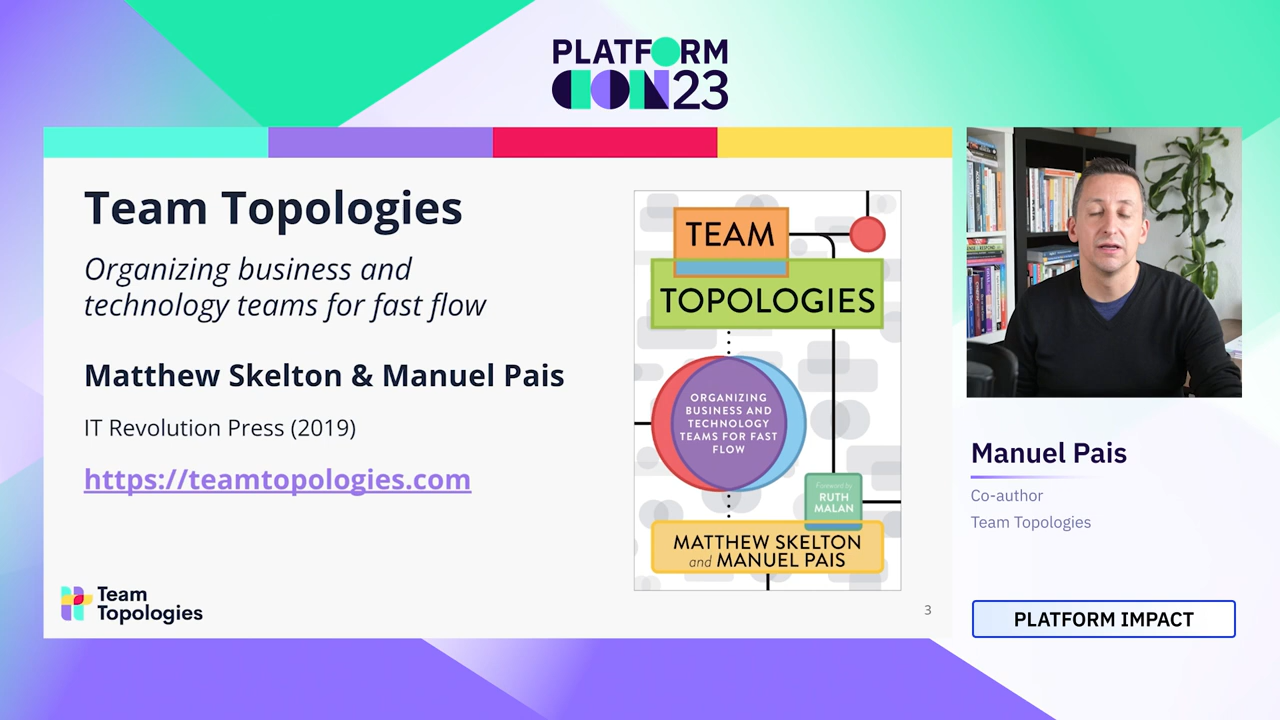 PLATFORM
CON23
Team Topologies
Organizing business and
technology teams for fast flow
Matthew Skelton & Manuel Pais
IT Revolution Press (2019)
https://teamtopologies.com
Team
Topologies
TEAM
TOPOLOGIES
ORGANIZING
BUSINESS AND
TECHNOLOGY
TEAMS FOR FAST
FLOW
Foreword by
RUTH
MALAN
MATTHEW SKELTON
and MANUEL PAIS
3
Manuel Pais
Co-author
Team Topologies
PLATFORM IMPACT